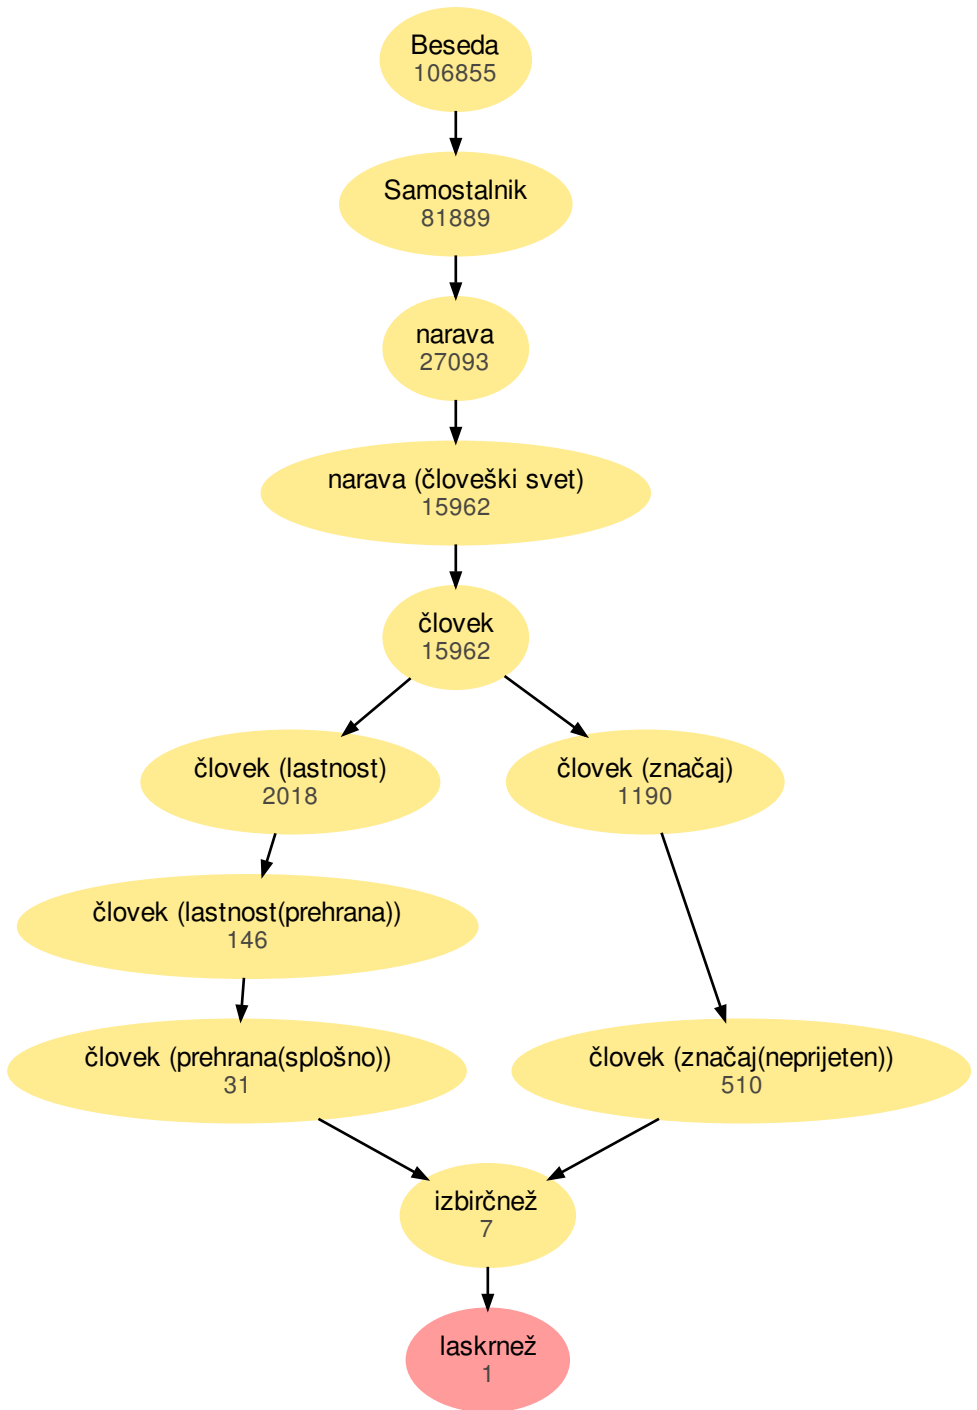 Beseda
106855
Samostalnik
81889
narava
27093
narava (človeški svet)
15962
človek
15962
človek (lastnost)
2018
človek (značaj)
1190
človek (lastnost(prehrana))
146
človek (prehrana(splošno))
31
človek (značaj(neprijeten))
510
izbirčnež
7
laskrnež
1